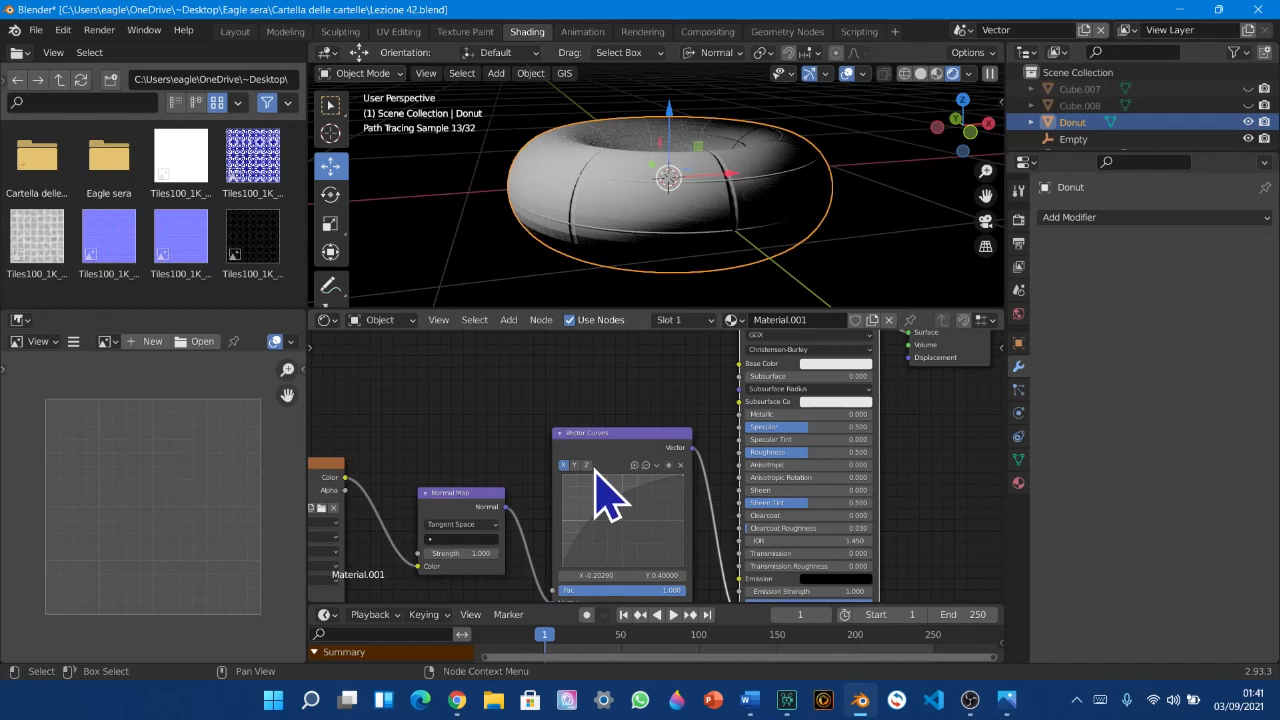 Blender* [C:\Users\eagle\OneDrive\~Desktop\Eagle sera\Cartella delle cartelle\Lezione 42.blend]
File Edit Render Window Help Layout Modeling Sculpting UV Editing Texture Paint Shading Animation Rendering Compositing Geometry Nodes Scripting + Vector View Layer
View Select
Orientation: Default Drag: Select Box Normal Options
C:\Users\eagle\OneDrive\~Desktop\
Object Mode View Select Add Object GIS
Scene Collection
Cube.007
Cube.008
Donut
Empty
User Perspective
(1) Scene Collection | Donut
Path Tracing Sample 13/32
Z
Y
X
Cartella del... Eagle sera Tiles100_1K_... Tiles100_1K_...
Tiles100_1K_... Tiles100_1K_... Tiles100_1K_... Tiles100_1K_...
Donut
Add Modifier
Object View Select Add Node Use Nodes Slot 1 Material.001
View New Open
Surface
Volume
Displacement
GGX
Christensen-Burley
Base Color
Subsurface 0.000
Subsurface Radius
Subsurface Co
Metallic 0.000
Specular 0.500
Specular Tint 0.000
Roughness 0.500
Anisotropic 0.000
Anisotropic Rotation 0.000
Sheen 0.000
Sheen Tint 0.500
Clearcoat 0.000
Clearcoat Roughness 0.030
IOR 1.450
Transmission 0.000
Transmission Roughness 0.000
Emission
Emission Strength 1.000
Vector Curves
Vector
X Y Z
X -0.20290 Y 0.40000
Fac 1.000
Color
Alpha
Normal Map
Normal
Tangent Space
Strength 1.000
Color
Material.001
Playback Keying View Marker 1 Start 1 End 250
1 50 100 150 200 250
Summary
Select Box Select Pan View Node Context Menu 2.93.3
01:41
03/09/2021